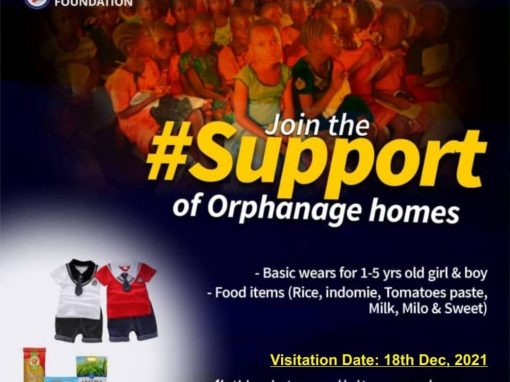 FOUNDATION
Join the
#Support
of Orphanage homes
- Basic wears for 1-5 yrs old girl & boy
- Food items (Rice, indomie, Tomatoes paste,
Milk, Milo & Sweet)
Visitation Date: 18th Dec, 2021